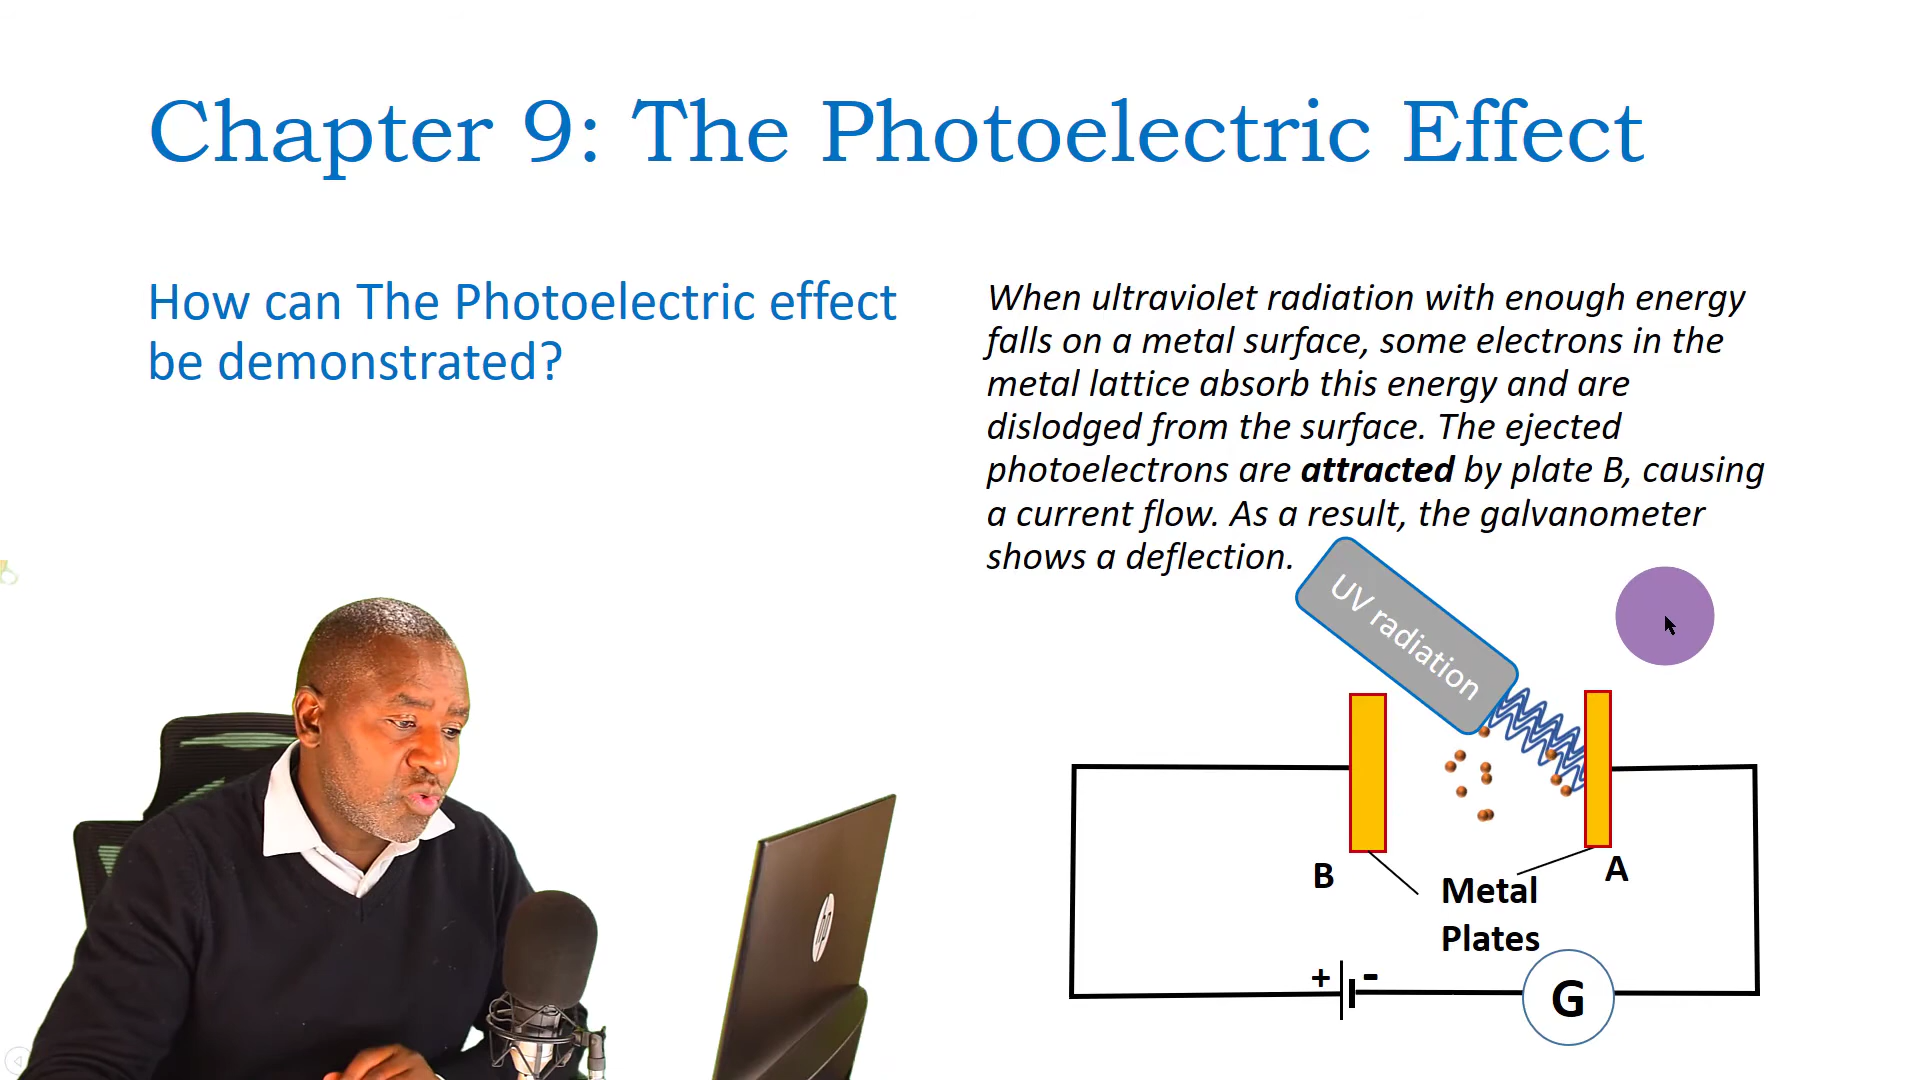 Chapter 9: The Photoelectric Effect
How can The Photoelectric effect
be demonstrated?
When ultraviolet radiation with enough energy
falls on a metal surface, some electrons in the
metal lattice absorb this energy and are
dislodged from the surface. The ejected
photoelectrons are attracted by plate B, causing
a current flow. As a result, the galvanometer
shows a deflection.
UV radiation
B
A
Metal
Plates
+
-
G
hp